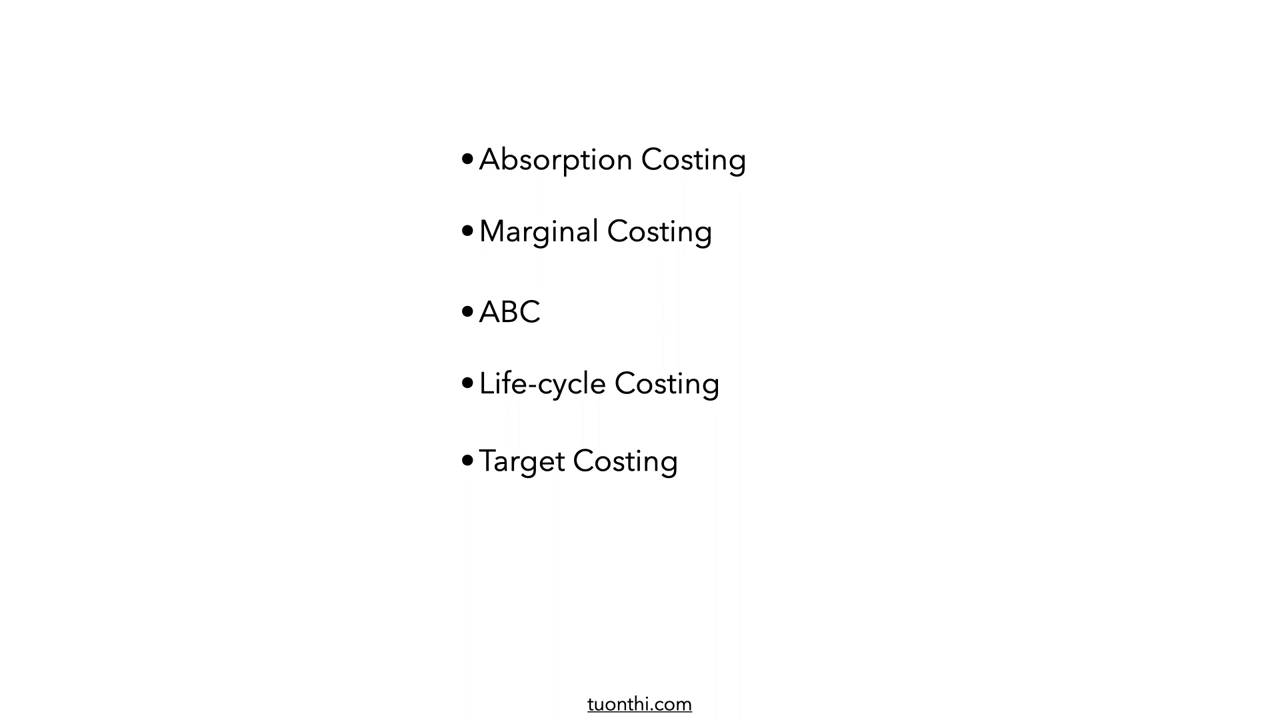 •Absorption Costing
•Marginal Costing
•ABC
•Life-cycle Costing
•Target Costing
tuonthi.com